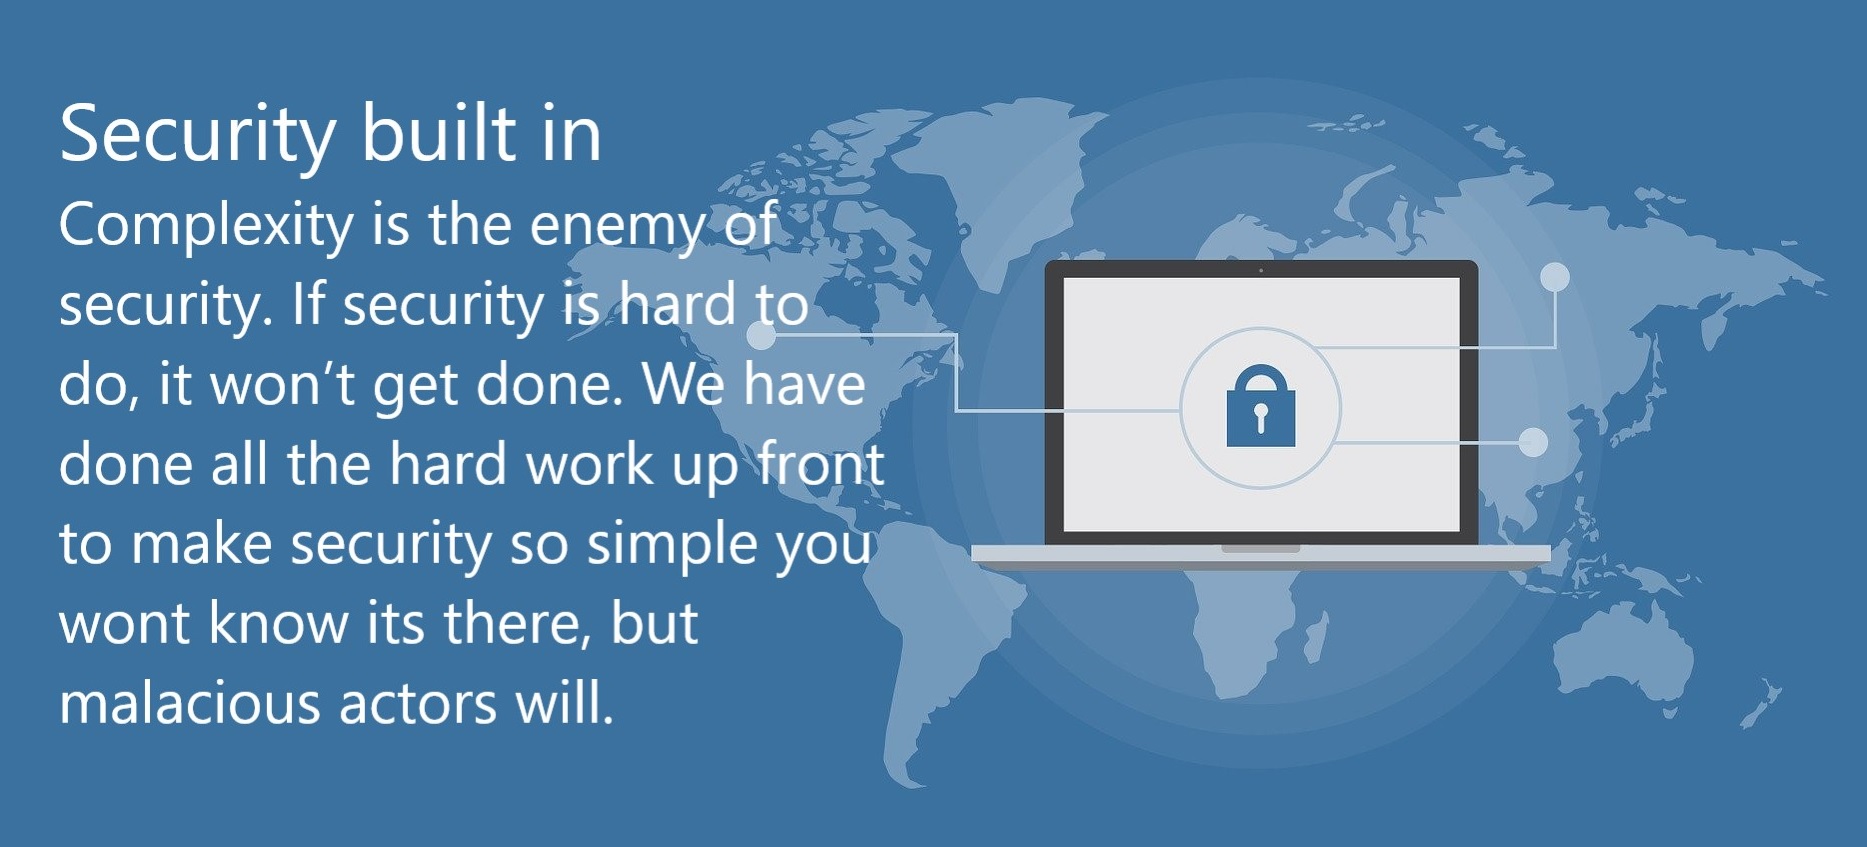 Security built in
Complexity is the enemy of
security. If security is hard to
do, it won’t get done. We have
done all the hard work up front
to make security so simple you
wont know its there, but
malacious actors will.